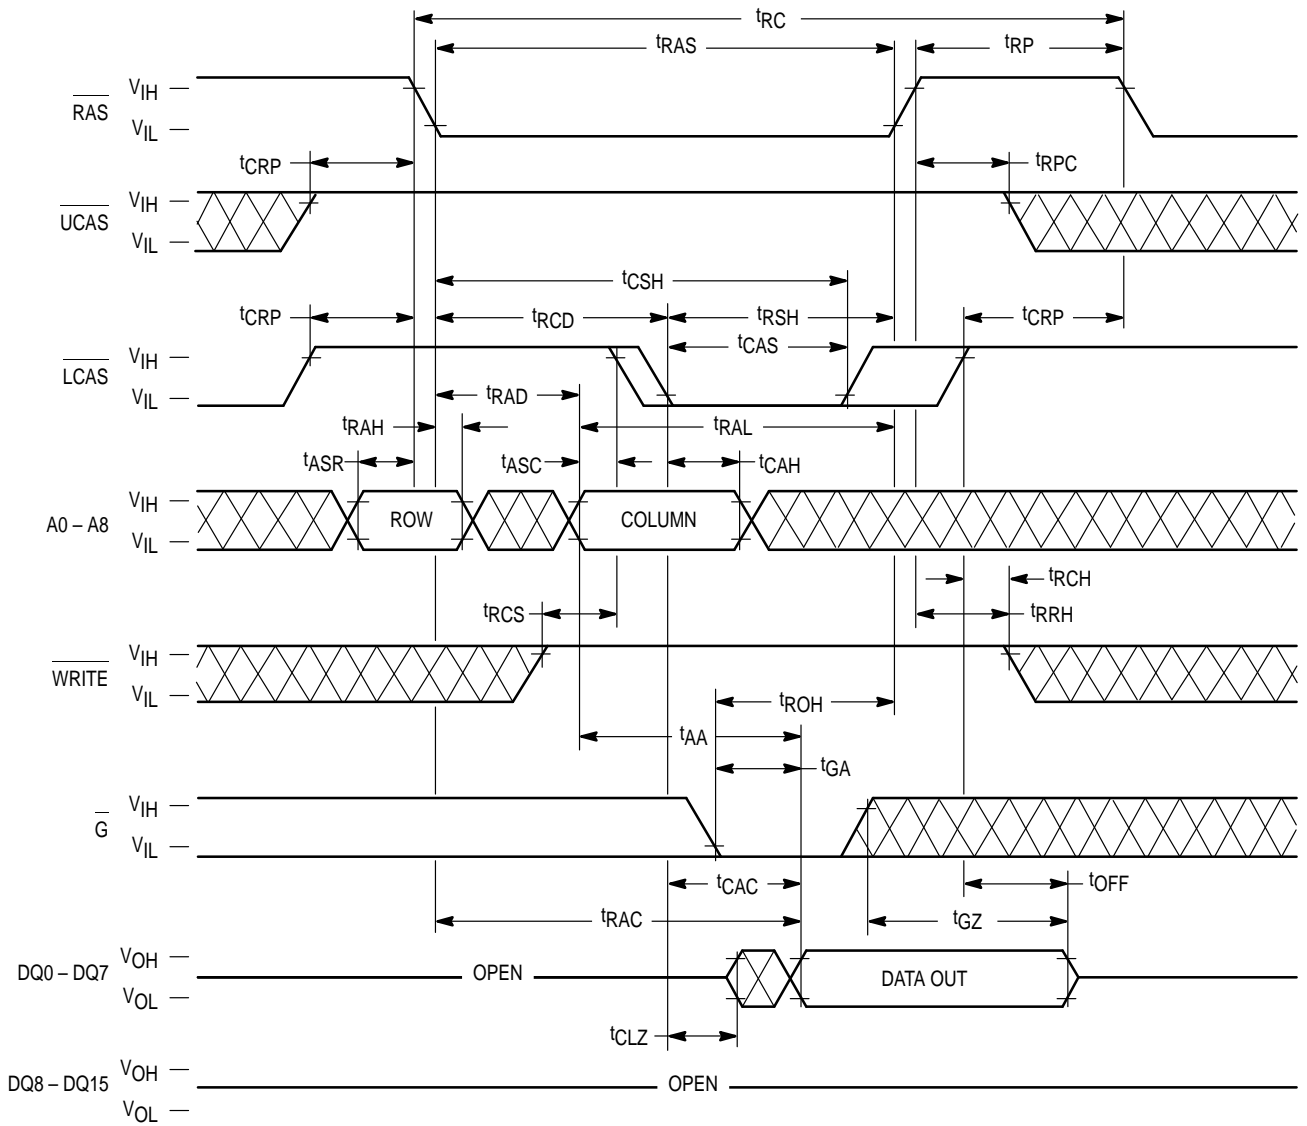 tRC
tRAS
tRP
RAS
VIH
VIL
tCRP
tRPC
UCAS
VIH
VIL
tCSH
tCRP
tRCD
tRSH
tCRP
tCAS
LCAS
VIH
VIL
tRAD
tRAH
tRAL
tASR
tASC
tCAH
A0 – A8
VIH
VIL
ROW
COLUMN
tRCH
tRCS
tRRH
WRITE
VIH
VIL
tROH
tAA
tGA
G
VIH
VIL
tCAC
tOFF
tRAC
tGZ
DQ0 – DQ7
VOH
VOL
OPEN
DATA OUT
tCLZ
DQ8 – DQ15
VOH
VOL
OPEN